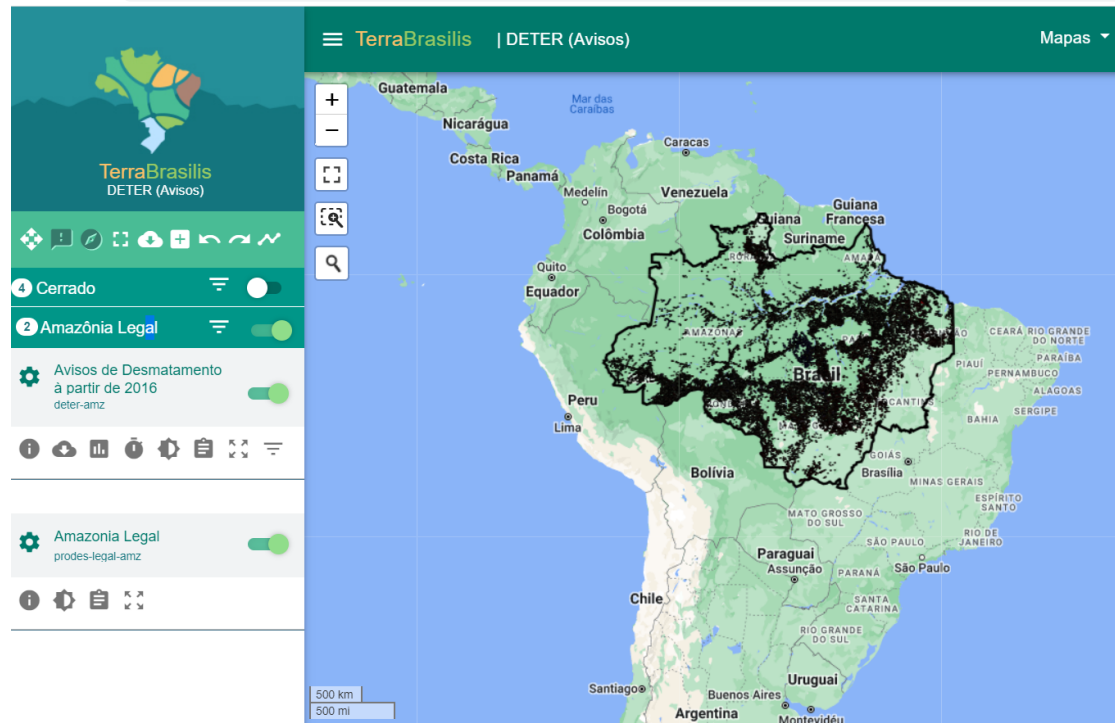 TerraBrasilis
DETER (Avisos)
4 Cerrado
2 Amazônia Legal
Avisos de Desmatamento
à partir de 2016
deter-amz
Amazonia Legal
prodes-legal-amz
TerraBrasilis | DETER (Avisos)
Mapas
+
−
Guatemala
Mar das
Caraíbas
Nicarágua
Caracas
Costa Rica
Panamá
Medelín
Venezuela
Bogotá
Guiana
Guiana
Francesa
Colômbia
Suriname
Quito
Equador
AMAZONAS
CEARÁ
RIO GRANDE
DO NORTE
PARAÍBA
PIAUÍ
PERNAMBUCO
Brasil
ALAGOAS
SERGIPE
Peru
BAHIA
Lima
GOIÁS
Brasília
Bolívia
MINAS GERAIS
ESPÍRITO
SANTO
MATO GROSSO
DO SUL
RIO DE
JANEIRO
SÃO PAULO
Paraguai
Assunção
PARANÁ
São Paulo
Chile
SANTA
CATARINA
RIO GRANDE
DO SUL
Uruguai
Santiago
Buenos Aires
Argentina
Montevidéu
500 km
500 mi